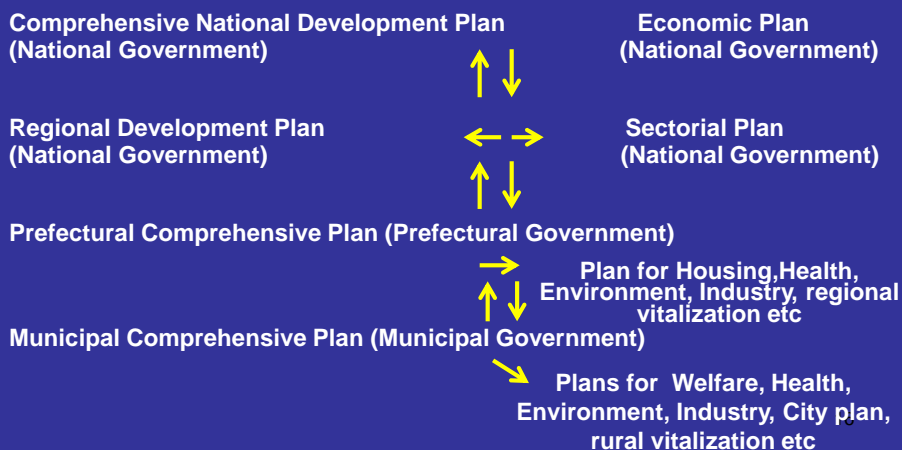 Comprehensive National Development Plan
(National Government)
Economic Plan
(National Government)
Regional Development Plan
(National Government)
Sectorial Plan
(National Government)
Prefectural Comprehensive Plan (Prefectural Government)
Plan for Housing,Health,
Environment, Industry, regional
vitalization etc
Municipal Comprehensive Plan (Municipal Government)
Plans for Welfare, Health,
Environment, Industry, City plan,
rural vitalization etc